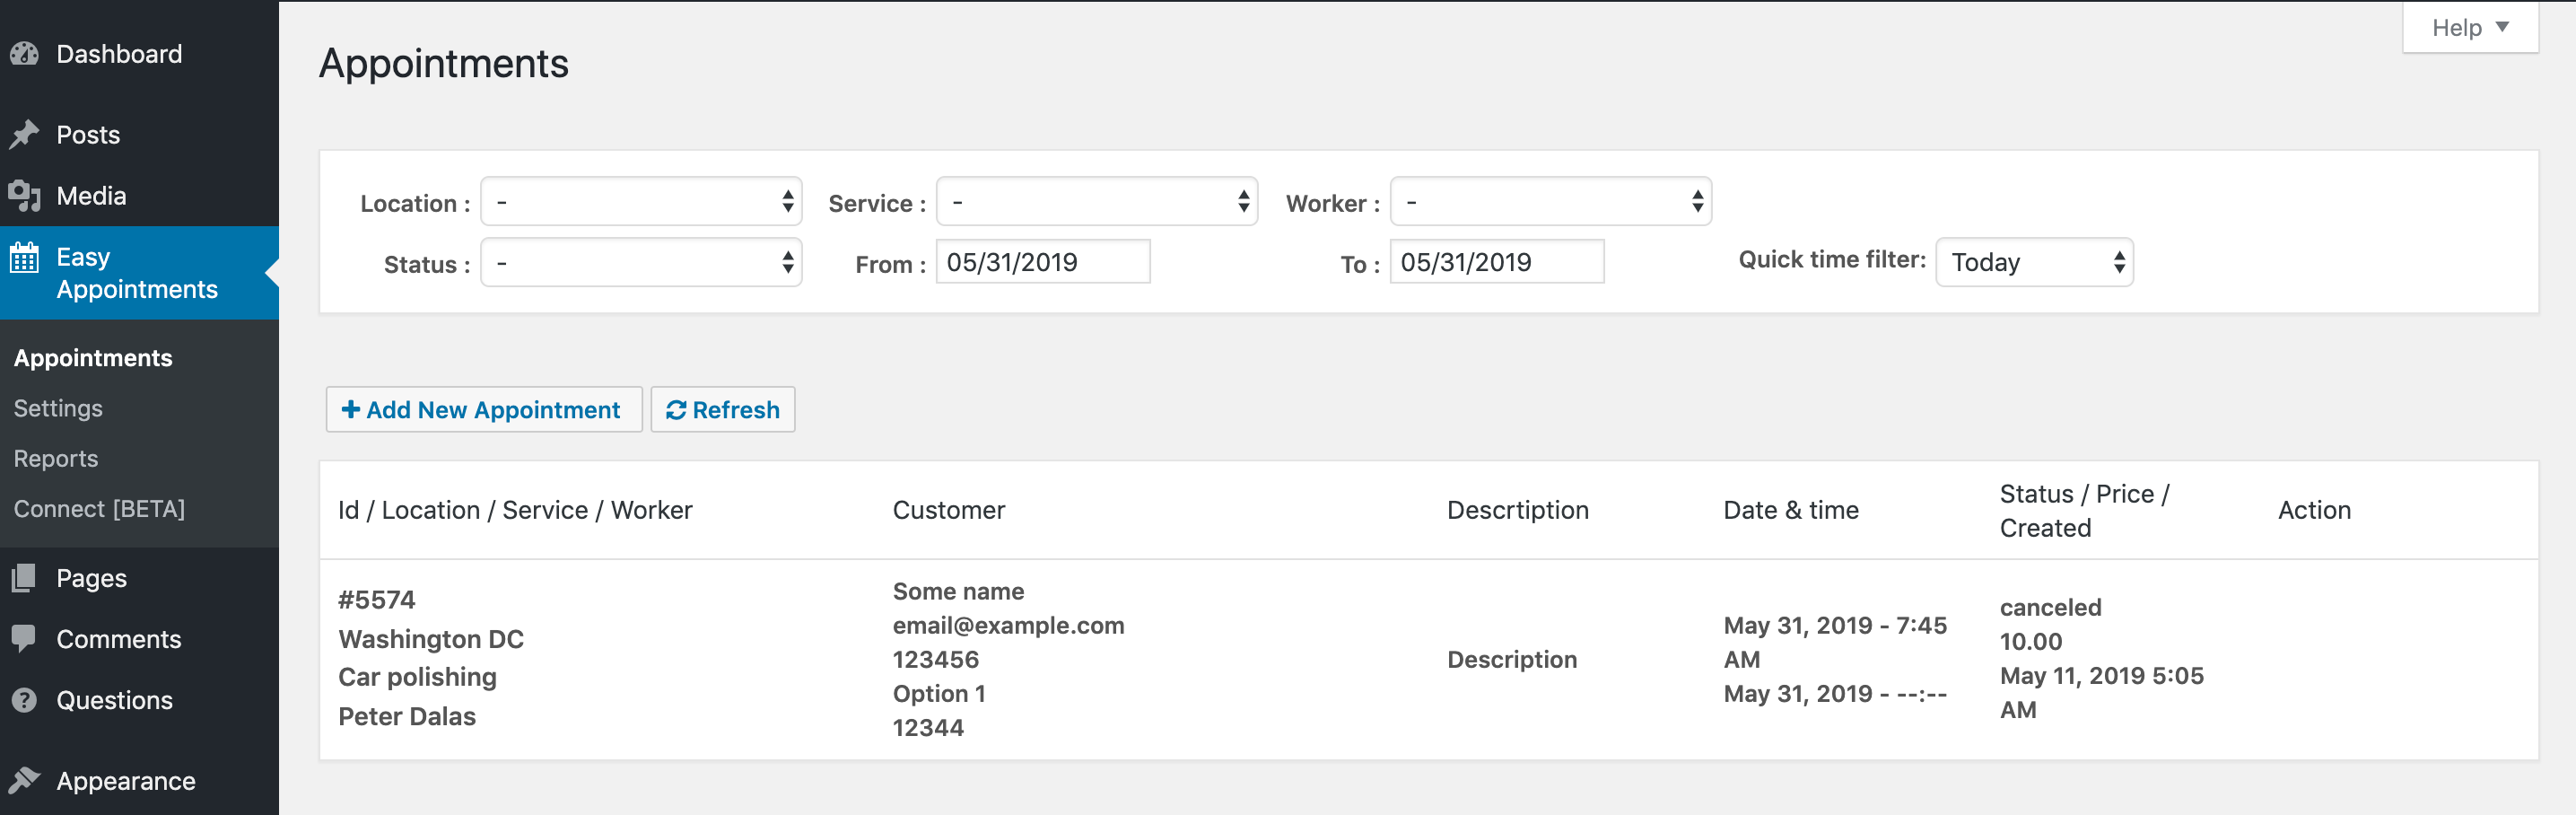 Dashboard
Posts
Media
Easy
Appointments
Appointments
Settings
Reports
Connect [BETA]
Pages
Comments
Questions
Appearance
Help ▼
Appointments
Location : -
Service : -
Worker : -
Status : -
From : 05/31/2019
To : 05/31/2019
Quick time filter: Today
Add New Appointment
Refresh
Id / Location / Service / Worker
Customer
Descrtiption
Date & time
Status / Price /
Created
Action
#5574
Washington DC
Car polishing
Peter Dalas
Some name
email@example.com
123456
Option 1
12344
Description
May 31, 2019 - 7:45
AM
May 31, 2019 - --:--
canceled
10.00
May 11, 2019 5:05
AM